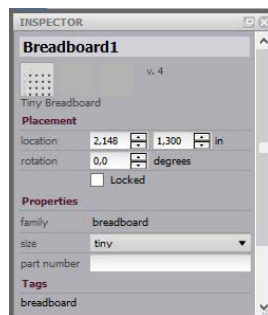 INSPECTOR
Breadboard1
v. 4
Tiny Breadboard
Placement
location 2,148 1,300 in
rotation 0,0 degrees
Locked
Properties
family breadboard
size tiny
part number
Tags
breadboard